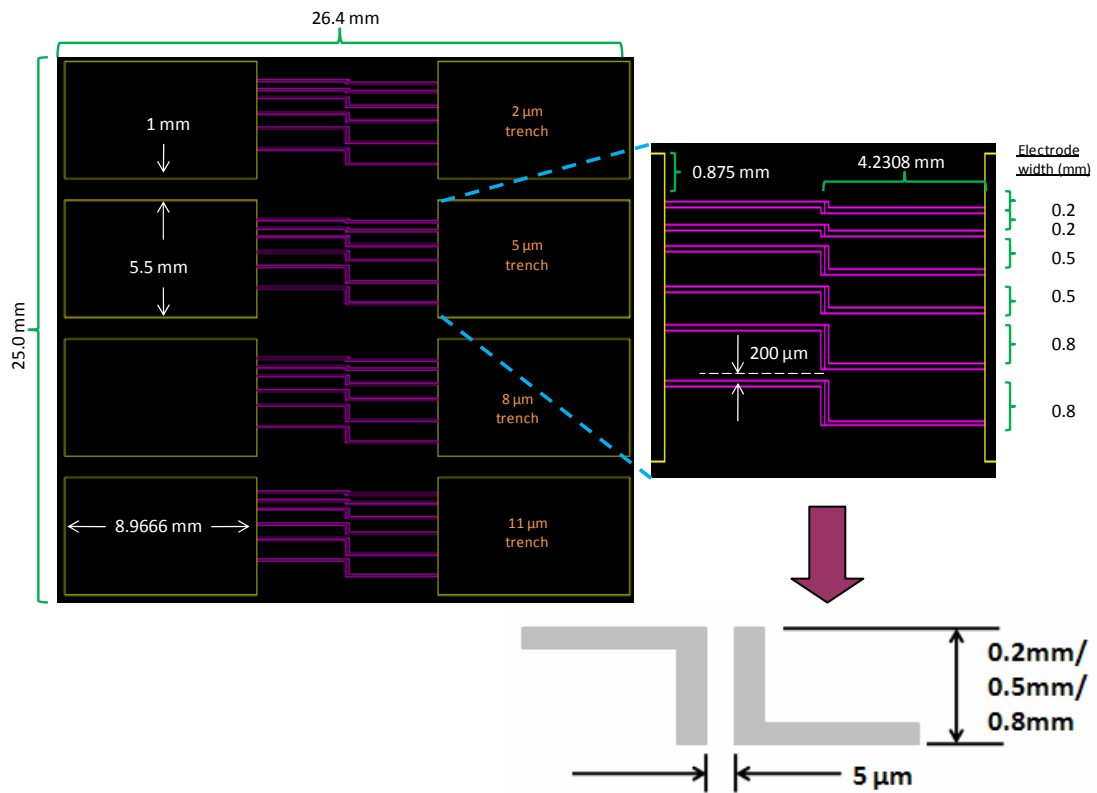 26.4 mm
25.0 mm
1 mm
2 µm
trench
5.5 mm
5 µm
trench
8 µm
trench
8.9666 mm
11 µm
trench
0.875 mm
4.2308 mm
Electrode
width (mm)
0.2
0.2
0.5
0.5
0.8
0.8
200 µm
0.2mm/
0.5mm/
0.8mm
5 µm